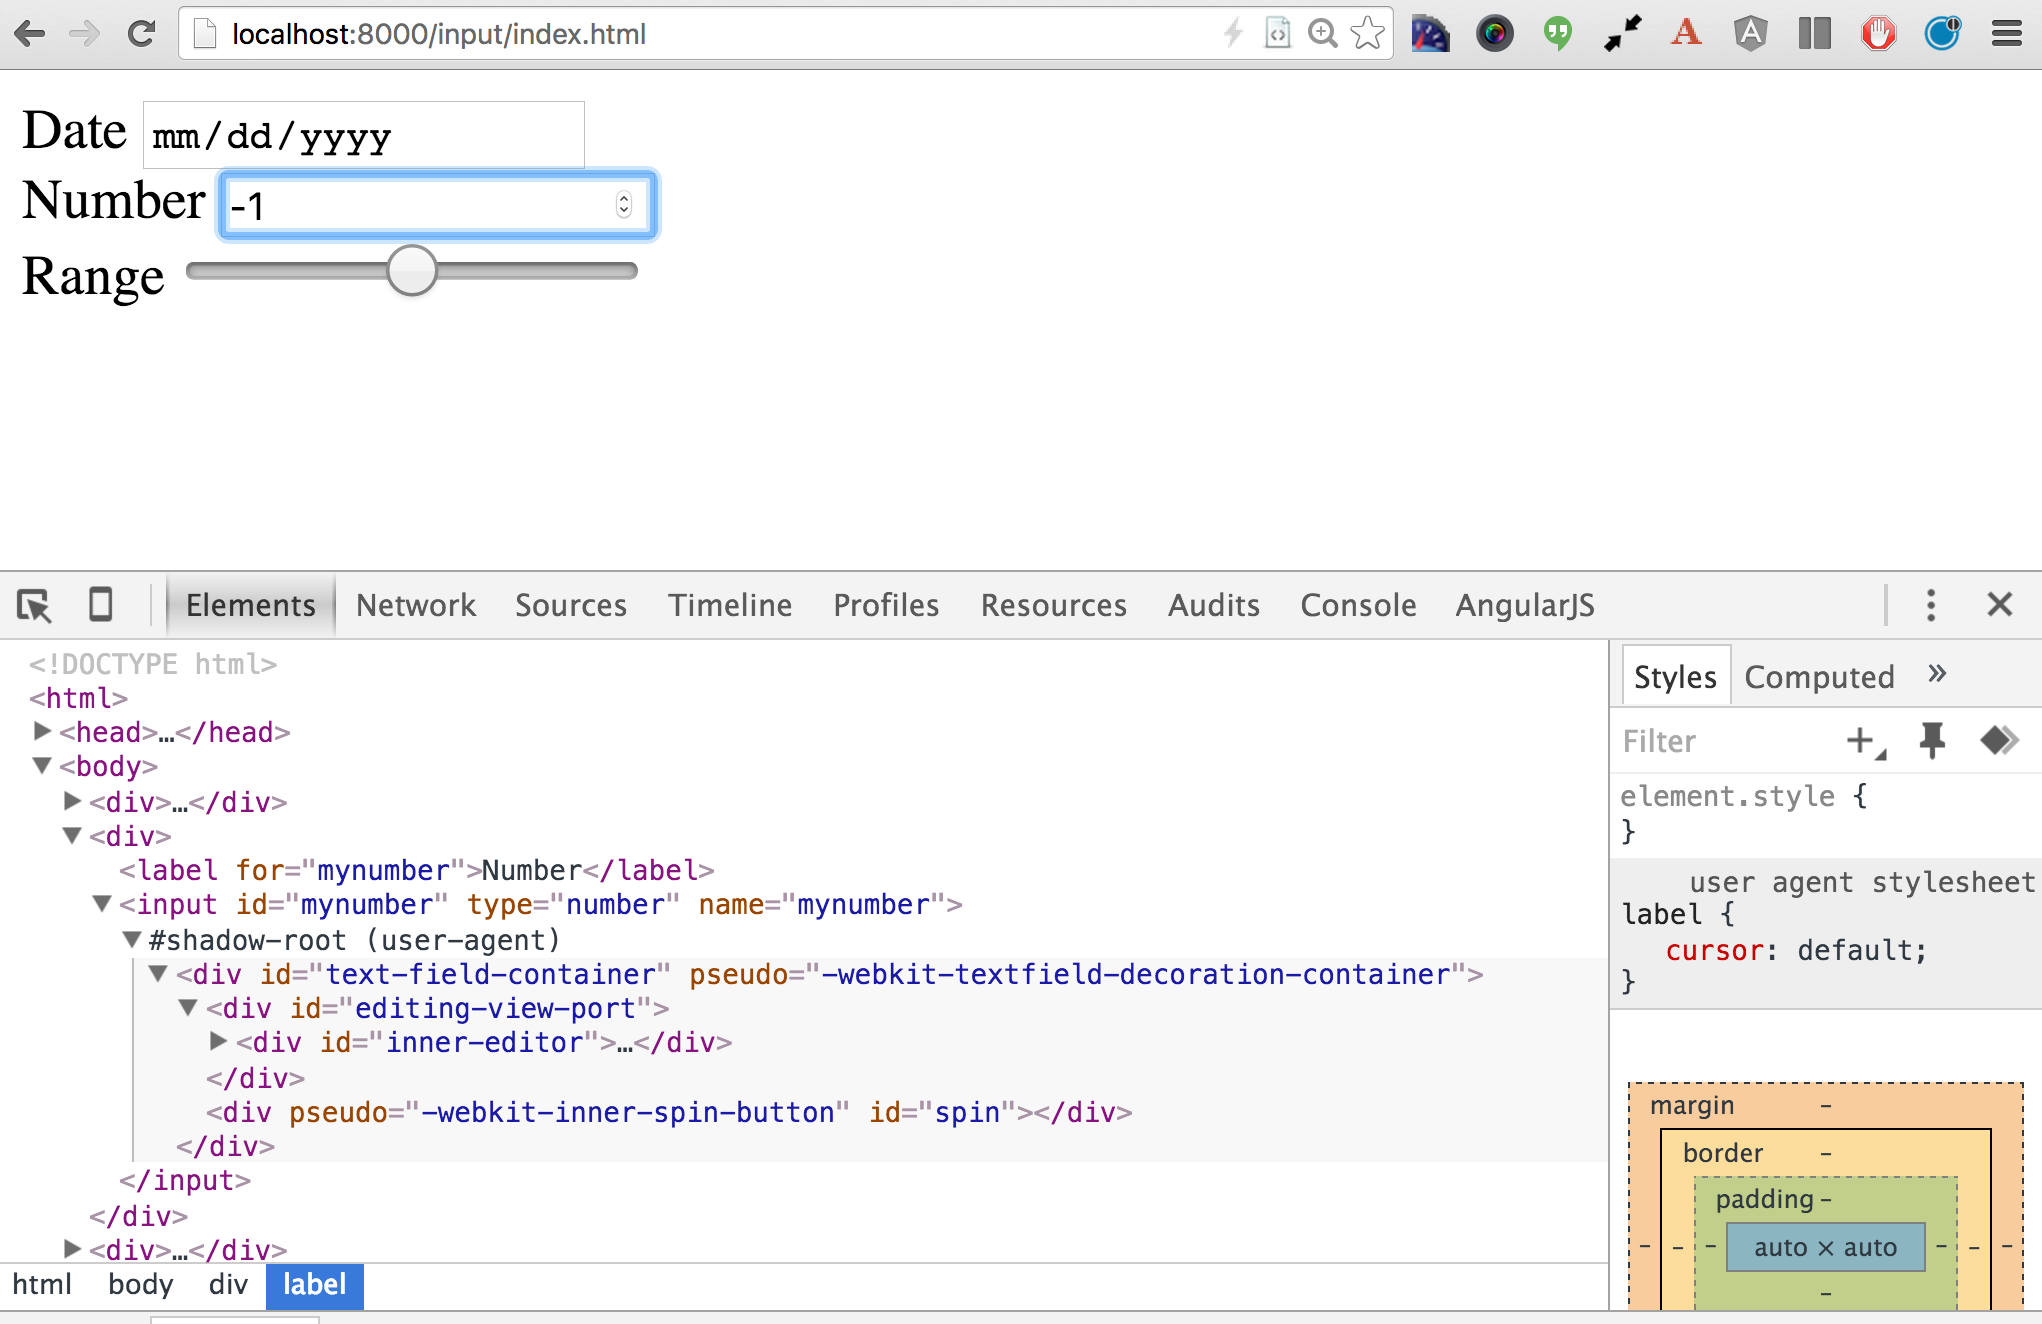 localhost:8000/input/index.html
Date mm/dd/yyyy
Number -1
Range
Elements Network Sources Timeline Profiles Resources Audits Console AngularJS
<!DOCTYPE html>
<html>
<head>…</head>
<body>
<div>…</div>
<div>
<label for="mynumber">Number</label>
<input id="mynumber" type="number" name="mynumber">
#shadow-root (user-agent)
<div id="text-field-container" pseudo="-webkit-textfield-decoration-container">
<div id="editing-view-port">
<div id="inner-editor">…</div>
</div>
<div pseudo="-webkit-inner-spin-button" id="spin"></div>
</div>
</input>
</div>
<div>…</div>
html body div label
Styles Computed »
Filter
element.style {
}
user agent stylesheet
label {
cursor: default;
}
margin -
border -
padding -
- - - auto × auto - - -
-